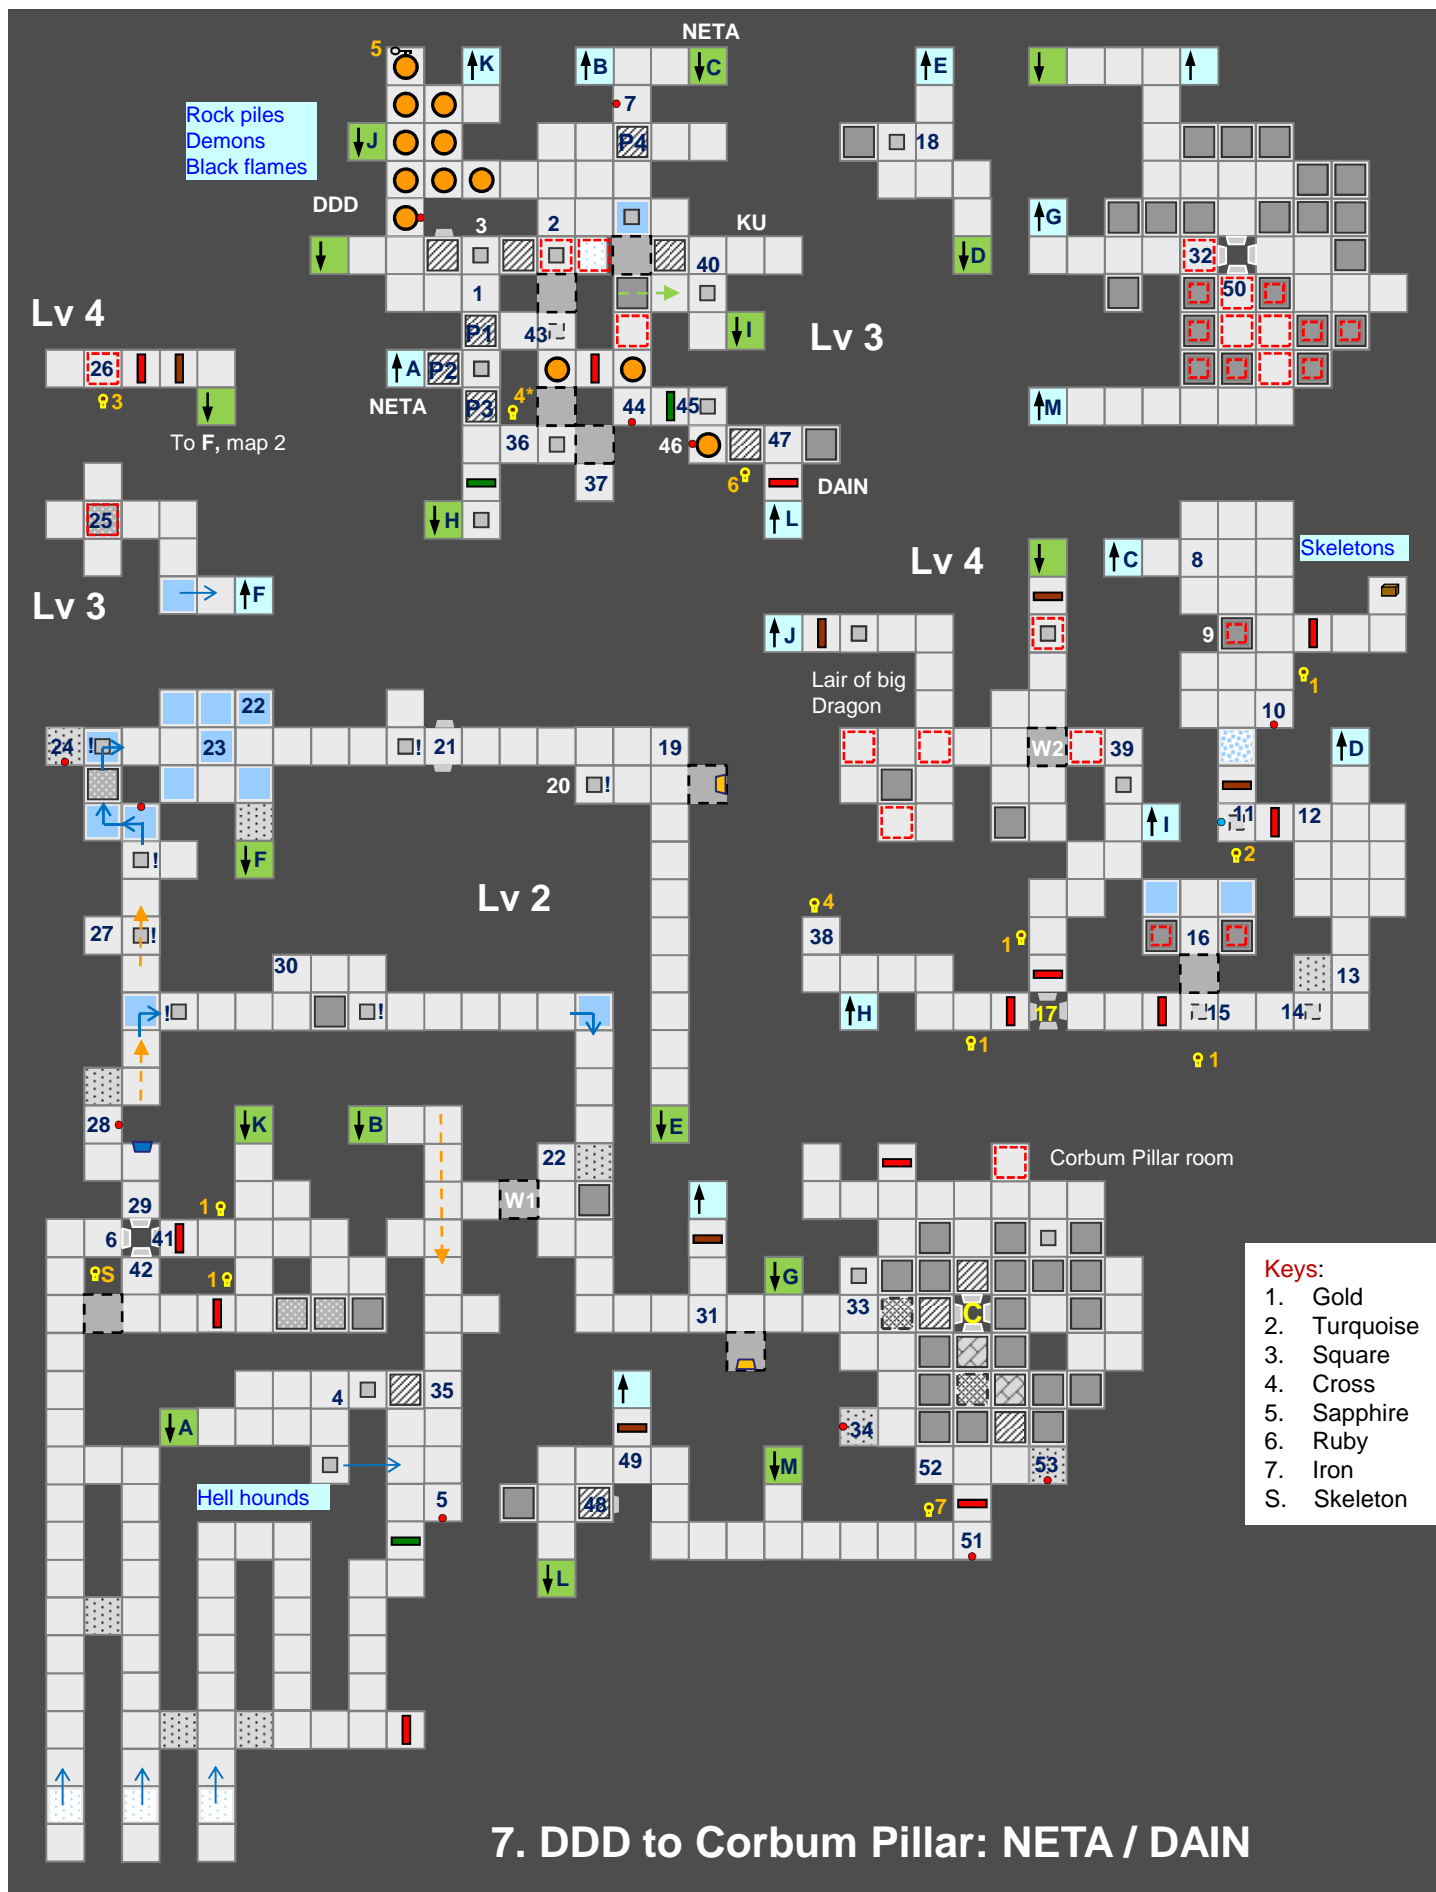 NETA
5
K
B
C
E
Rock piles
Demons
Black flames
7
J
P4
18
DDD
3
2
KU
G
40
32
D
1
50
Lv 4
P1
43
I
Lv 3
26
A
P2
3
4*
NETA
P3
44
45
M
To F, map 2
36
46
47
37
6
DAIN
25
H
L
Lv 4
C
8
Skeletons
F
Lv 3
J
9
Lair of big
Dragon
1
22
10
24
!
23
!
21
19
W2
39
D
20
!
I
11
12
!
F
2
Lv 2
4
27
!
38
1
16
30
13
!
!
H
17
15
14
1
1
28
K
B
E
22
Corbum Pillar room
29
1
W1
6
41
S
42
1
G
Keys:
1. Gold
2. Turquoise
3. Square
4. Cross
5. Sapphire
6. Ruby
7. Iron
S. Skeleton
31
33
C
4
35
A
34
49
M
52
53
Hell hounds
5
48
7
51
L
7. DDD to Corbum Pillar: NETA / DAIN